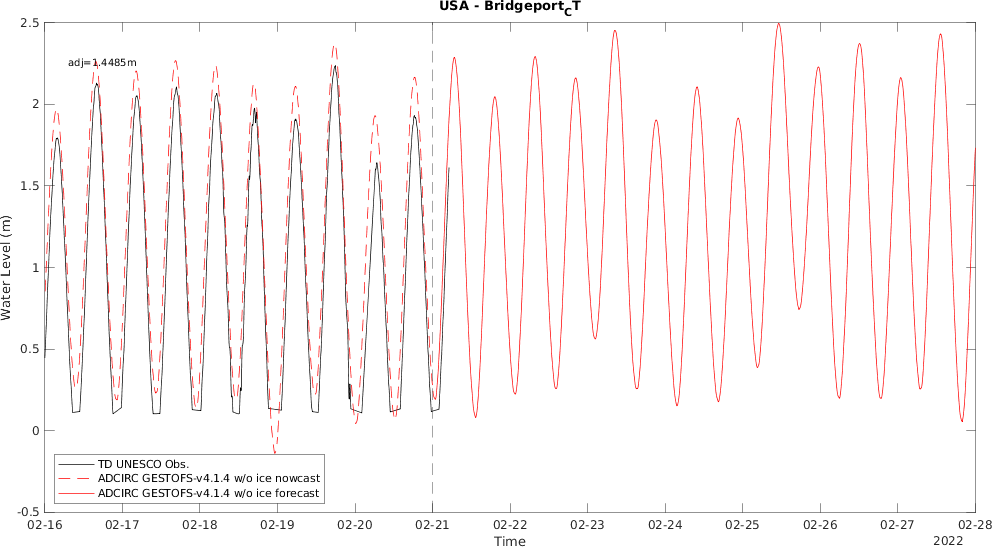 USA - Bridgeport_CT
adj=1.4485m
2.5
2
1.5
1
0.5
0
-0.5
Water Level (m)
TD UNESCO Obs.
ADCIRC GESTOFS-v4.1.4 w/o ice nowcast
ADCIRC GESTOFS-v4.1.4 w/o ice forecast
02-16 02-17 02-18 02-19 02-20 02-21 02-22 02-23 02-24 02-25 02-26 02-27 02-28
Time
2022